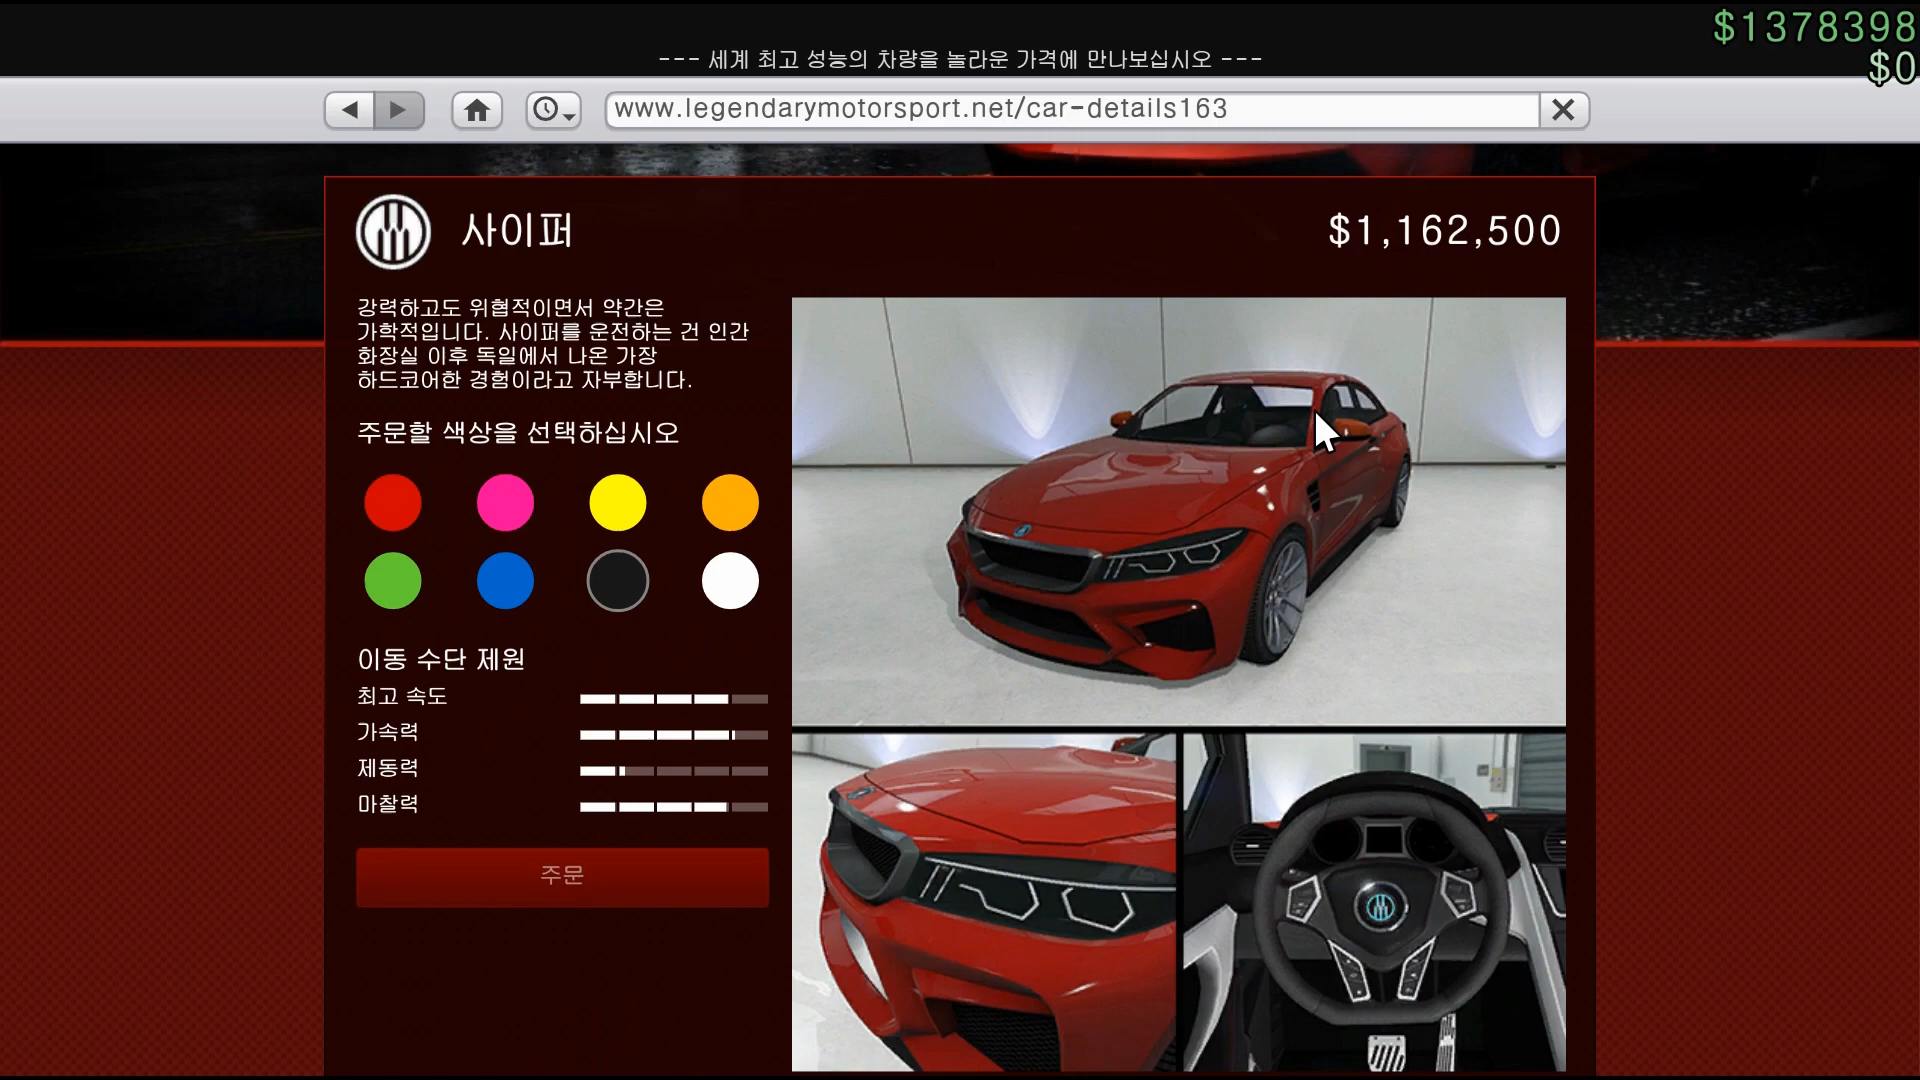 $1378398
--- 세계 최고 성능의 차량을 놀라운 가격에 만나보십시오 ---
$0
www.legendarymotorsport.net/car-details163
사이퍼
$1,162,500
강력하고도 위협적이면서 약간은
가학적입니다. 사이퍼를 운전하는 건 인간
화장실 이후 독일에서 나온 가장
하드코어한 경험이라고 자부합니다.
주문할 색상을 선택하십시오
이동 수단 제원
최고 속도
가속력
제동력
마찰력
주문